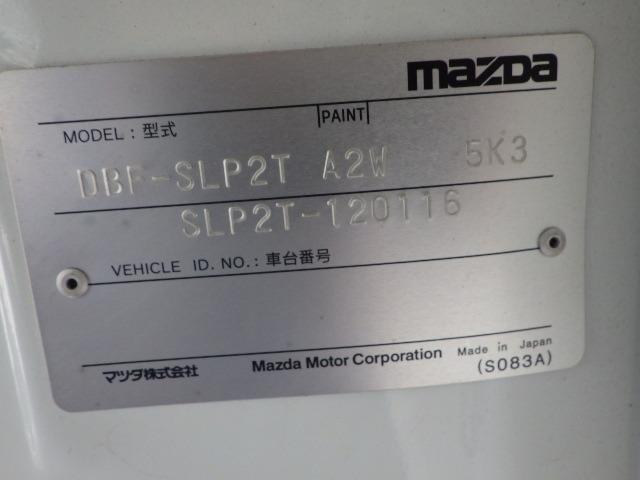 mazda
MODEL : 型式 PAINT
DBF-SLP2T A2W 5K3
SLP2T-120116
VEHICLE ID. NO. : 車台番号
マツダ株式会社 Mazda Motor Corporation Made in Japan
(S083A)